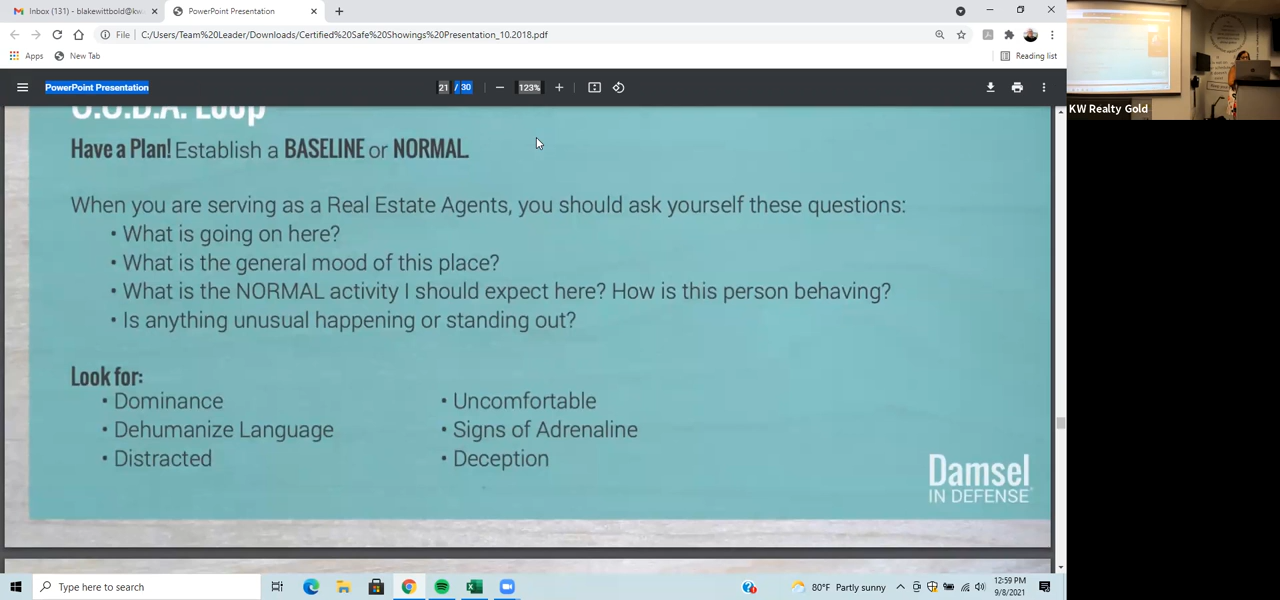 Inbox (131) - blakewittbold@kw
PowerPoint Presentation
File
C:/Users/Team%20Leader/Downloads/Certified%20Safe%20Showings%20Presentation_10.2018.pdf
Apps
New Tab
Reading list
PowerPoint Presentation
21 / 30
123%
KW Realty Gold
O.O.D.A. Loop
Have a Plan! Establish a BASELINE or NORMAL.
When you are serving as a Real Estate Agents, you should ask yourself these questions:
• What is going on here?
• What is the general mood of this place?
• What is the NORMAL activity I should expect here? How is this person behaving?
• Is anything unusual happening or standing out?
Look for:
• Dominance
• Uncomfortable
• Dehumanize Language
• Signs of Adrenaline
• Distracted
• Deception
Damsel
IN DEFENSE
Type here to search
80°F Partly sunny
12:59 PM
9/8/2021